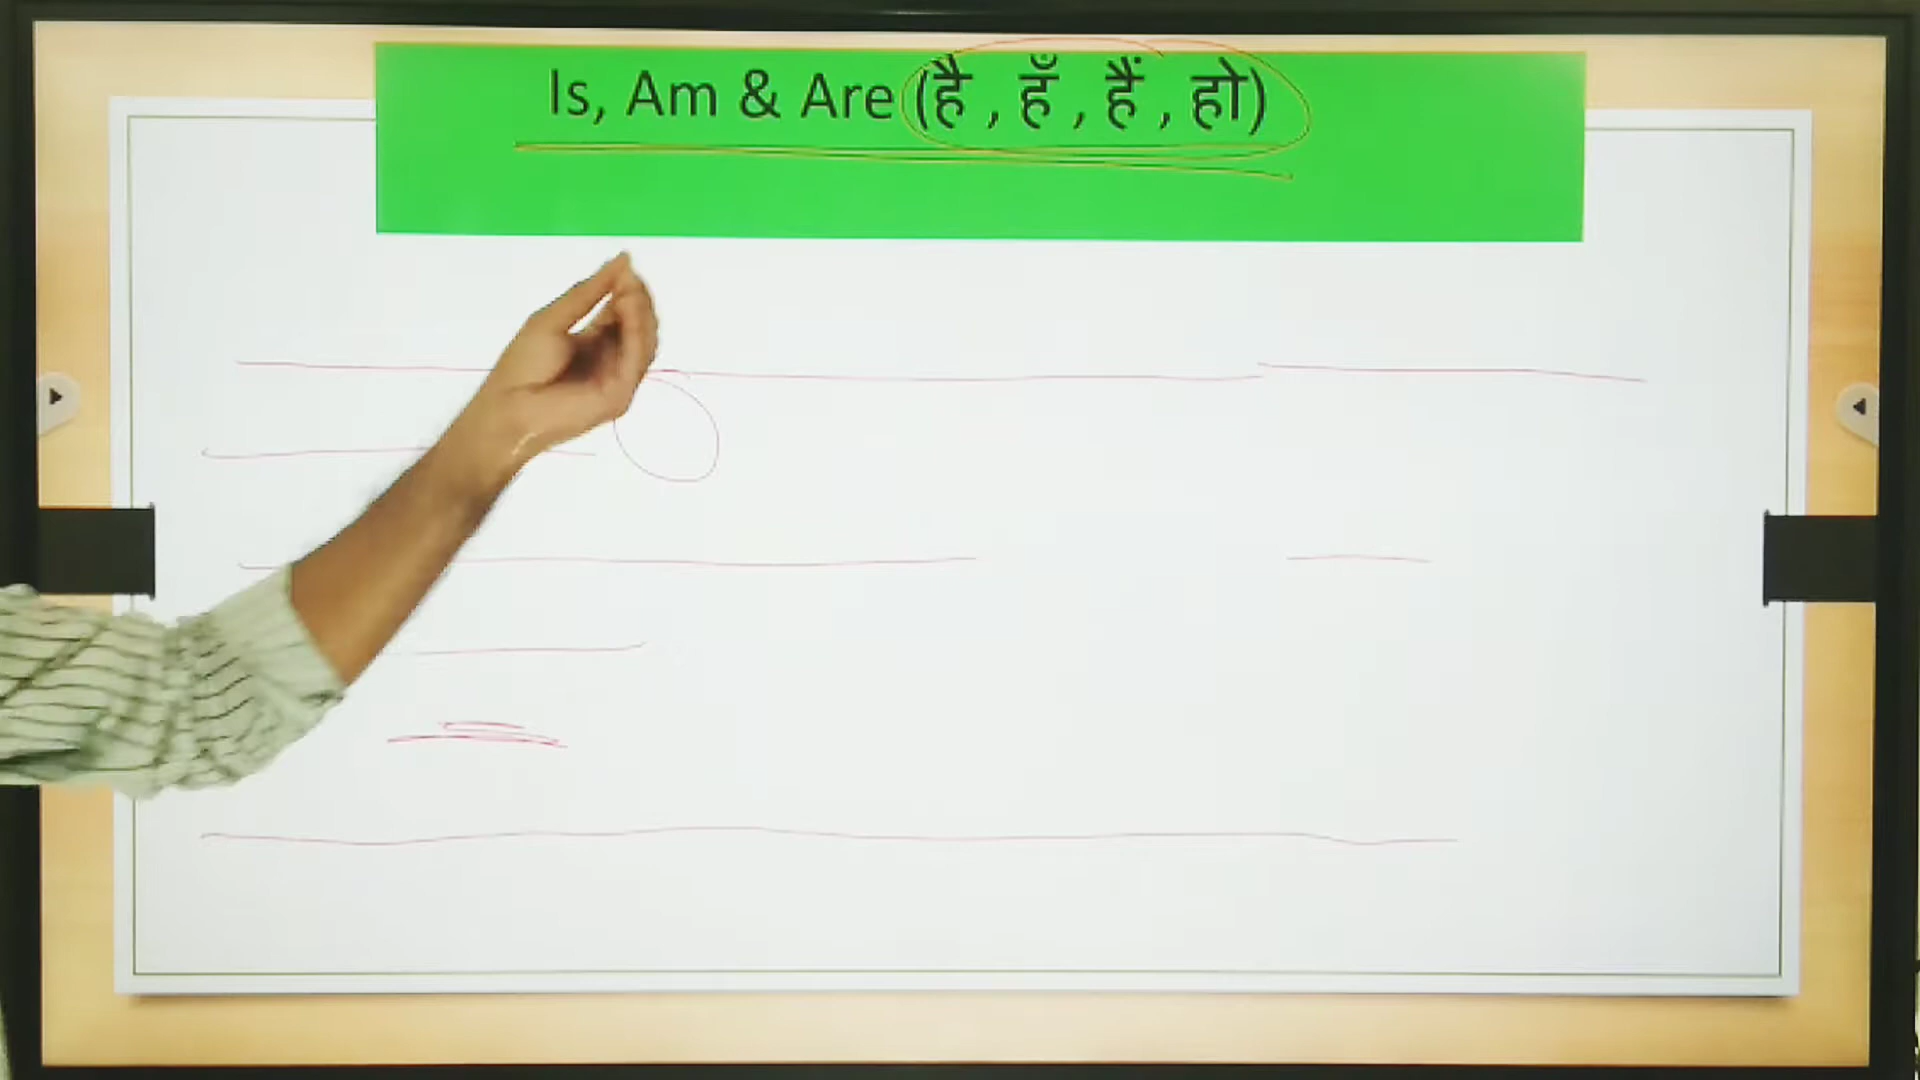 Is, Am & Are (है , हँ , हैं , हो)